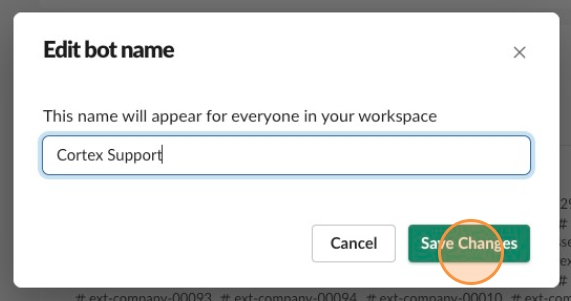 Edit bot name
This name will appear for everyone in your workspace
Cortex Support
Cancel
Save Changes
# ext-company-00093 # ext-company-00094 # ext-company-00010 # ext-co